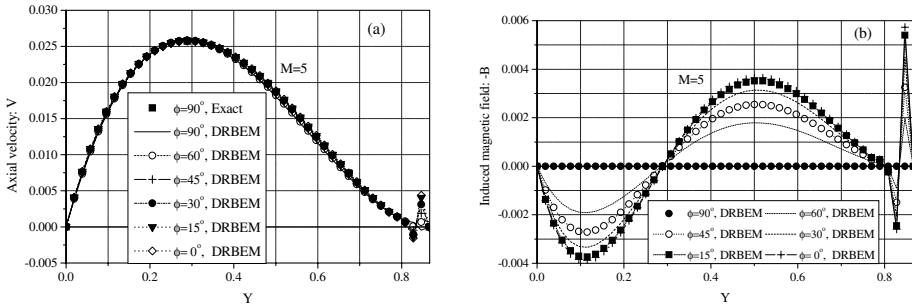 (a)
M=5
Axial velocity: V
0.030
0.025
0.020
0.015
0.010
0.005
0.000
-0.005
ϕ=90°, Exact
ϕ=90°, DRBEM
ϕ=60°, DRBEM
ϕ=45°, DRBEM
ϕ=30°, DRBEM
ϕ=15°, DRBEM
ϕ=0°, DRBEM
0.0 0.2 0.4 0.6 0.8
Y
(b)
M=5
Induced magnetic field: -B
0.006
0.004
0.002
0.000
-0.002
-0.004
ϕ=90°, DRBEM ϕ=60°, DRBEM
ϕ=45°, DRBEM ϕ=30°, DRBEM
ϕ=15°, DRBEM ϕ= 0°, DRBEM
0.0 0.2 0.4 0.6 0.8
Y